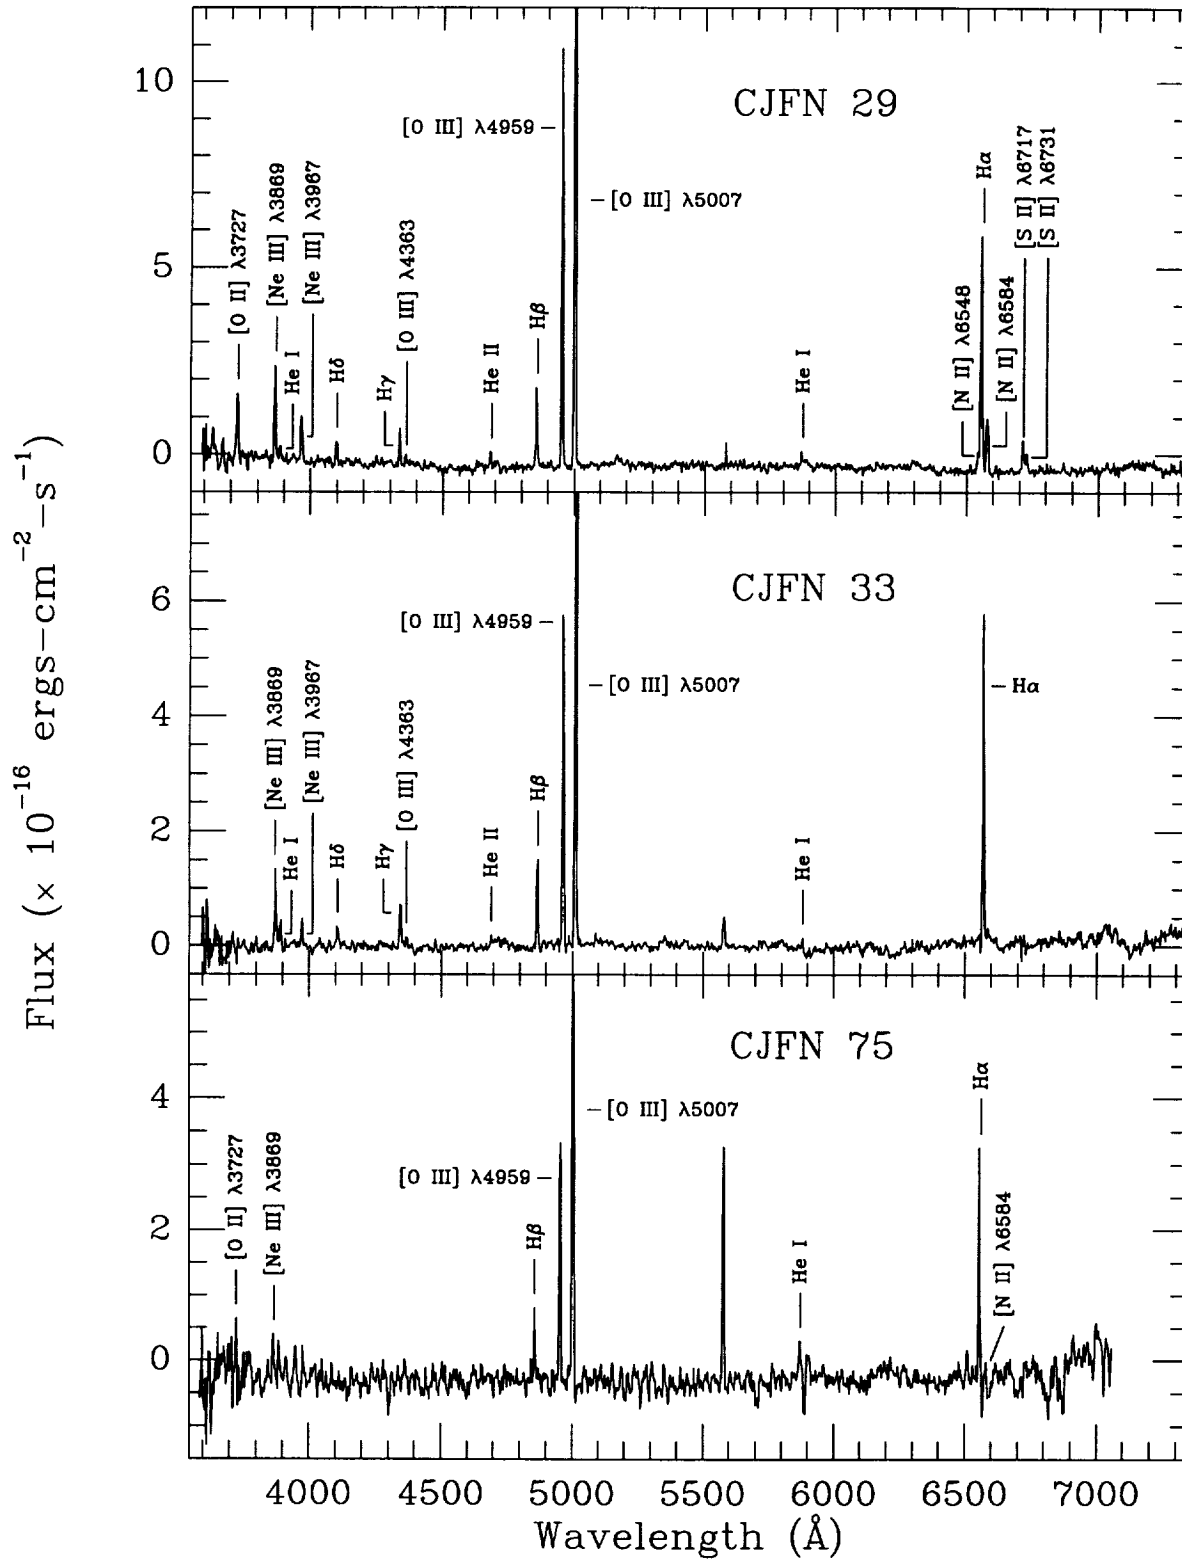 Flux (× 10⁻¹⁶ ergs-cm⁻²-s⁻¹)
10
5
0
CJFN 29
[O II] λ3727
[Ne III] λ3869
He I
[Ne III] λ3967
Hδ
Hγ
[O III] λ4363
He II
Hβ
[O III] λ4959
[O III] λ5007
He I
[N II] λ6548
Hα
[N II] λ6584
[S II] λ6717
[S II] λ6731
6
4
2
0
CJFN 33
[Ne III] λ3869
He I
[Ne III] λ3967
Hδ
Hγ
[O III] λ4363
He II
Hβ
[O III] λ4959
[O III] λ5007
He I
Hα
4
2
0
CJFN 75
[O II] λ3727
[Ne III] λ3869
Hβ
[O III] λ4959
[O III] λ5007
He I
Hα
[N II] λ6584
4000 4500 5000 5500 6000 6500 7000
Wavelength (Å)